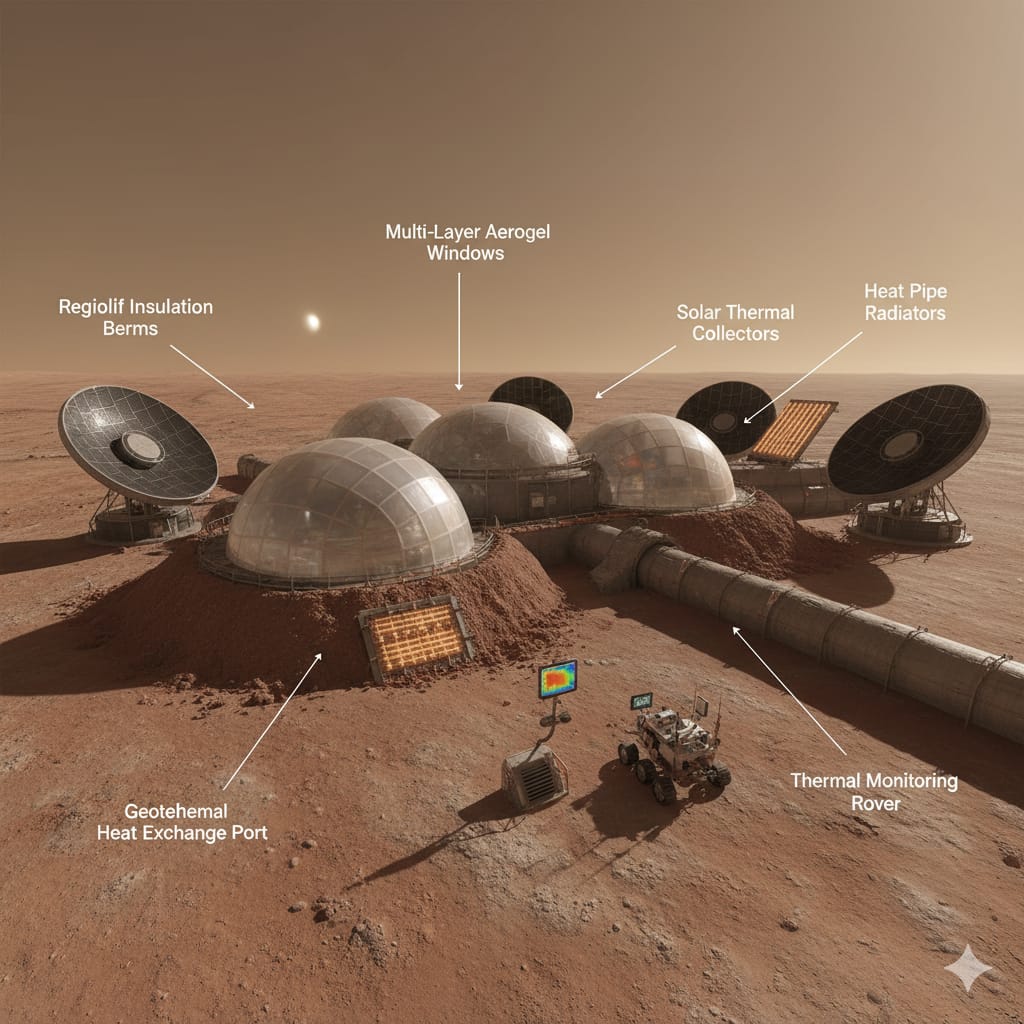 Multi-Layer Aerogel
Windows
Regiolif Insulation
Berms
Solar Thermal
Collectors
Heat Pipe
Radiators
Geotehemal
Heat Exchange Port
Thermal Monitoring
Rover